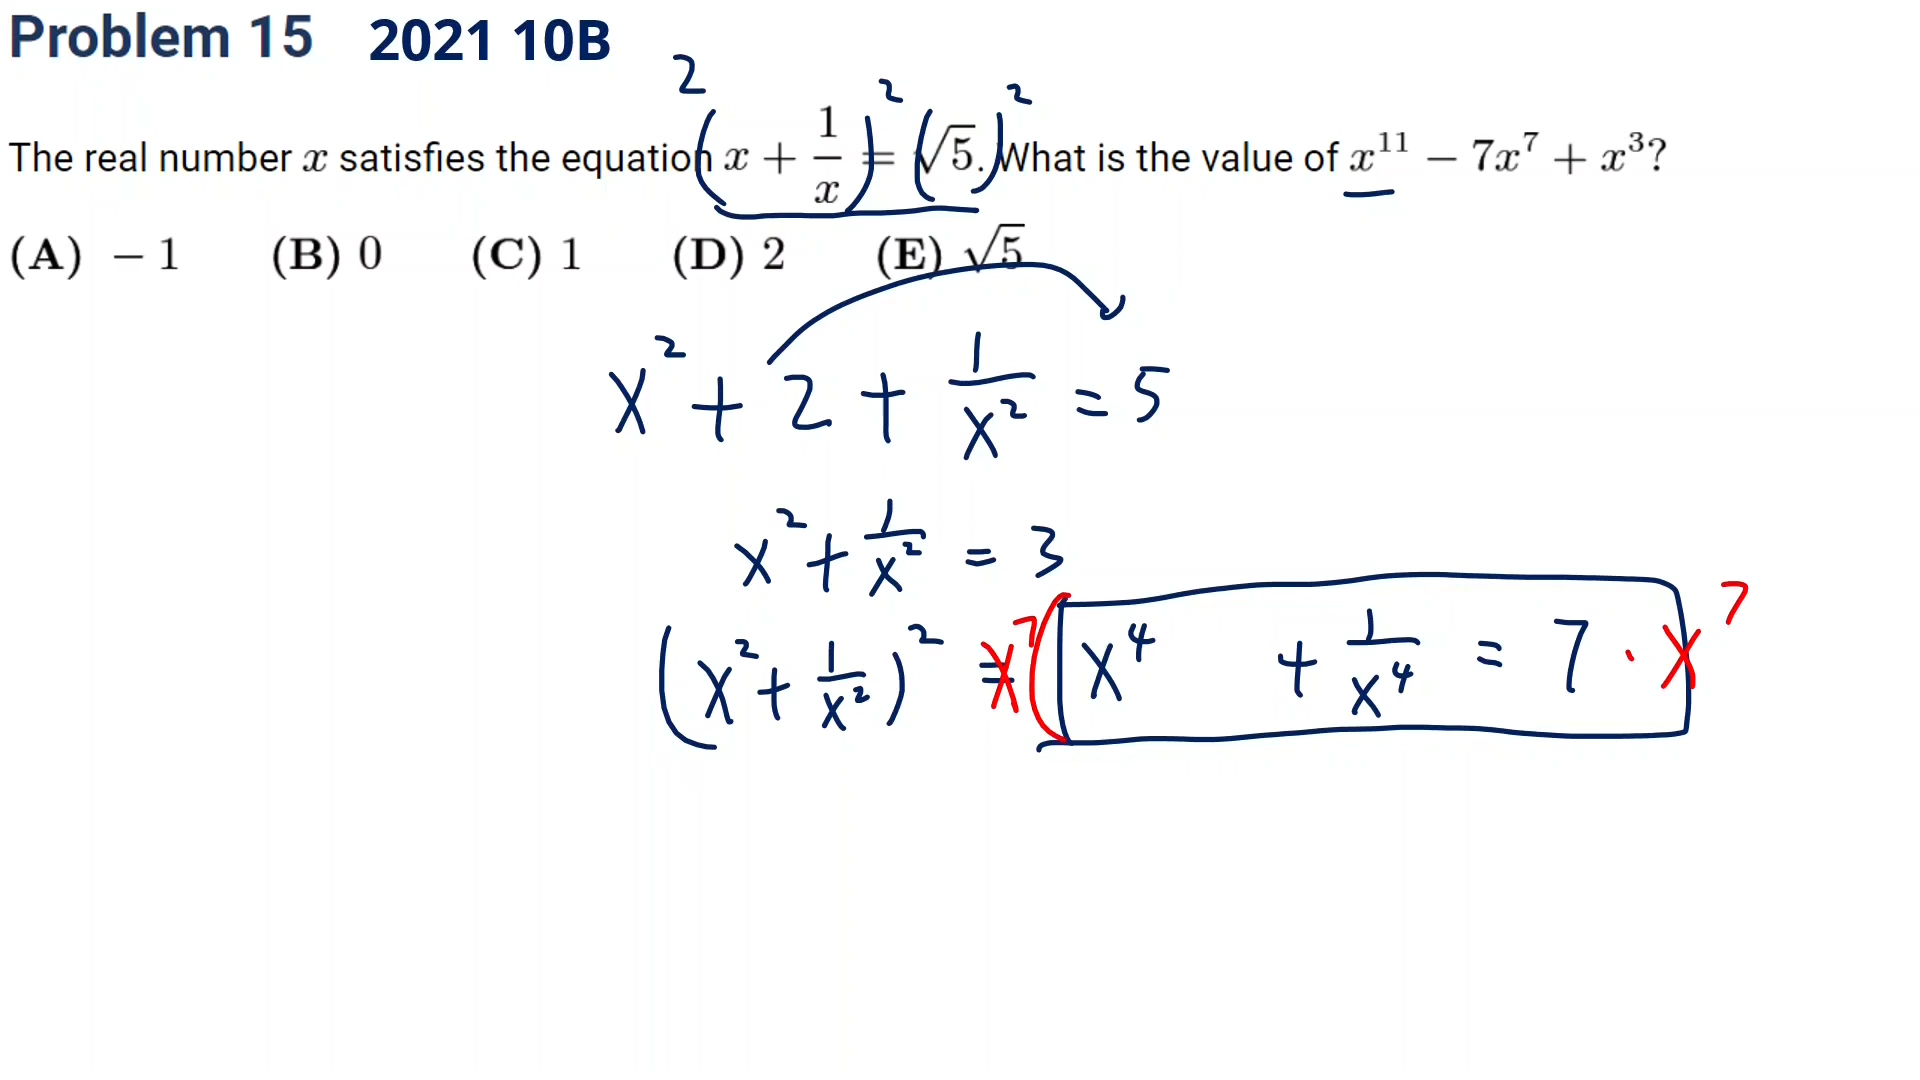 Problem 15 2021 10B
2
The real number x satisfies the equation (x + 1/x)² = (√5.)² What is the value of x¹¹ − 7x⁷ + x³?
(A) − 1 (B) 0 (C) 1 (D) 2 (E) √5
x² + 2 + 1/x² = 5
x² + 1/x² = 3
(x² + 1/x²)² = x⁷(x⁴ + 1/x⁴ = 7 · x⁷